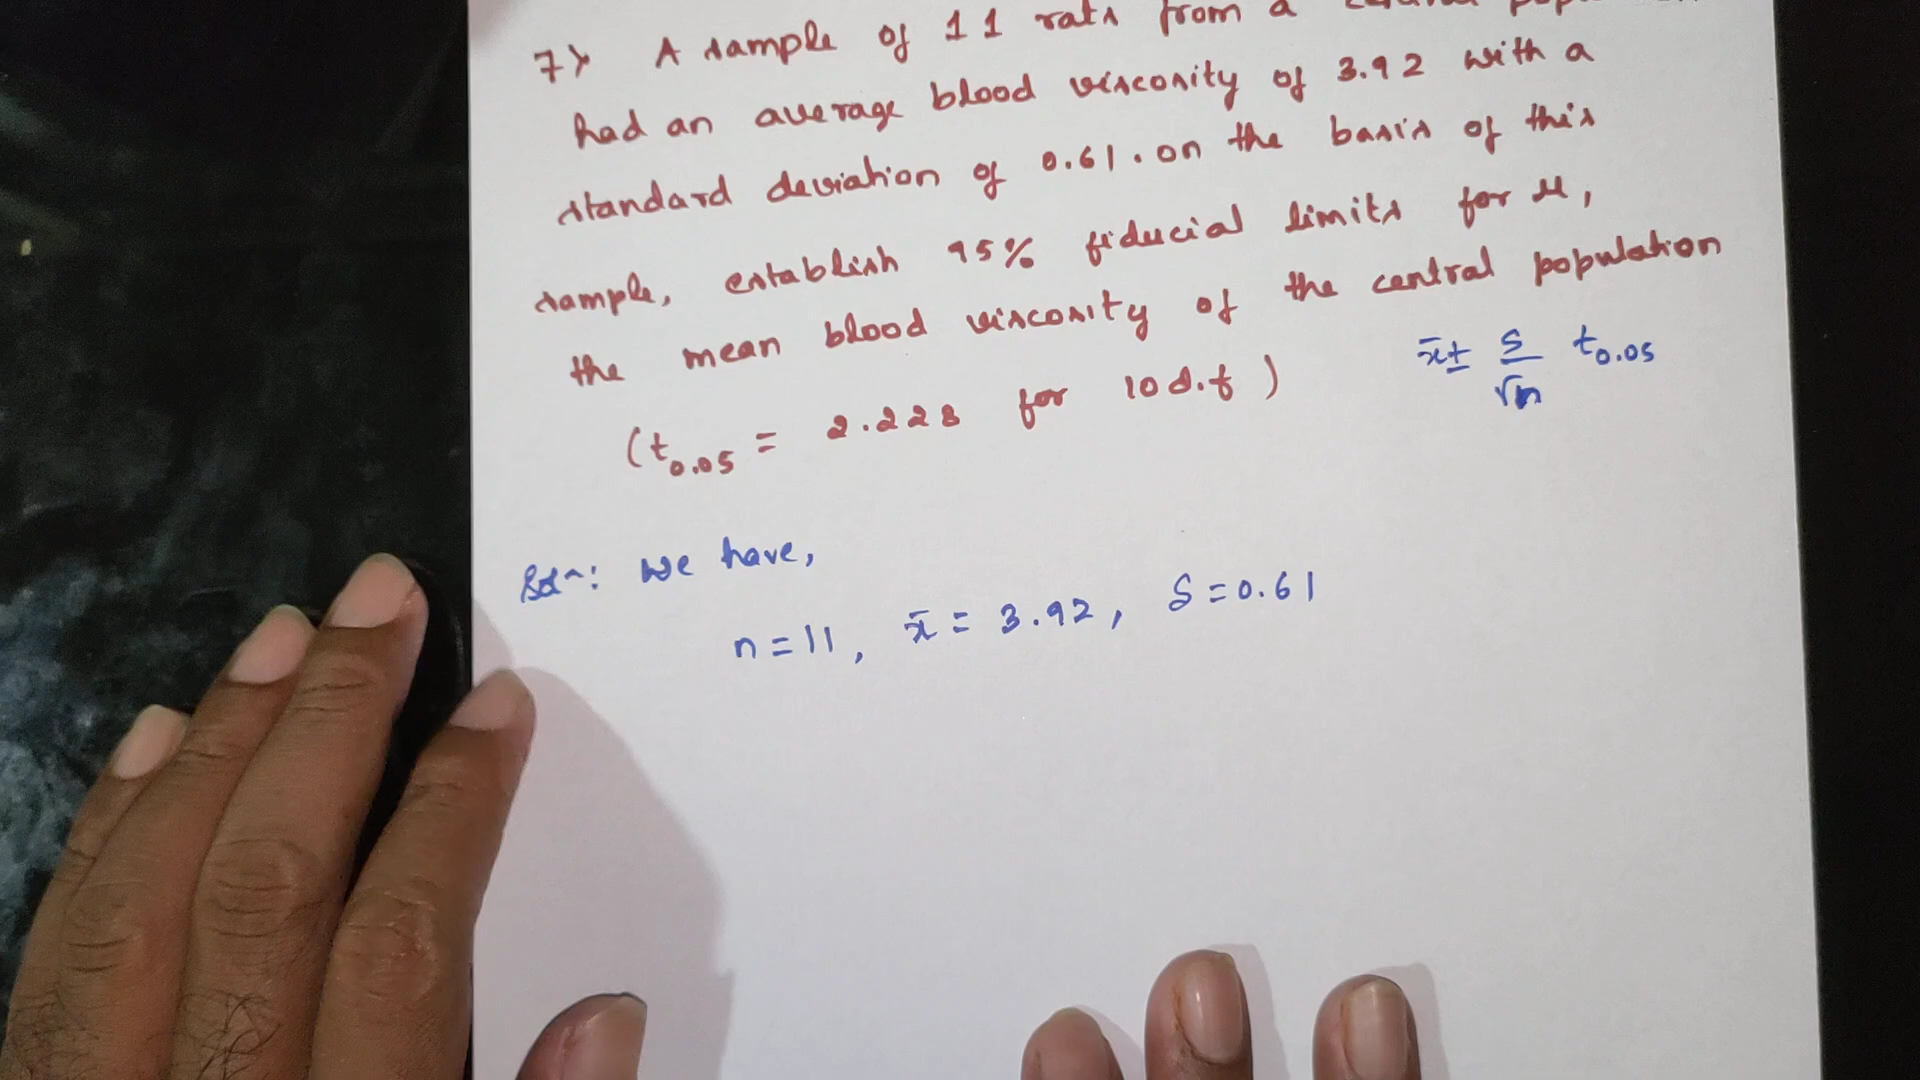 7) A sample of 11 rats from a
had an average blood viscosity of 3.92 with a
standard deviation of 0.61. on the basis of this
sample, establish 95% fiducial limits for μ,
the mean blood viscosity of the central population
(t0.05 = 2.228 for 10 d.f)
x̄ ± S/√n t0.05
Soln: We have,
n = 11, x̄ = 3.92, S = 0.61